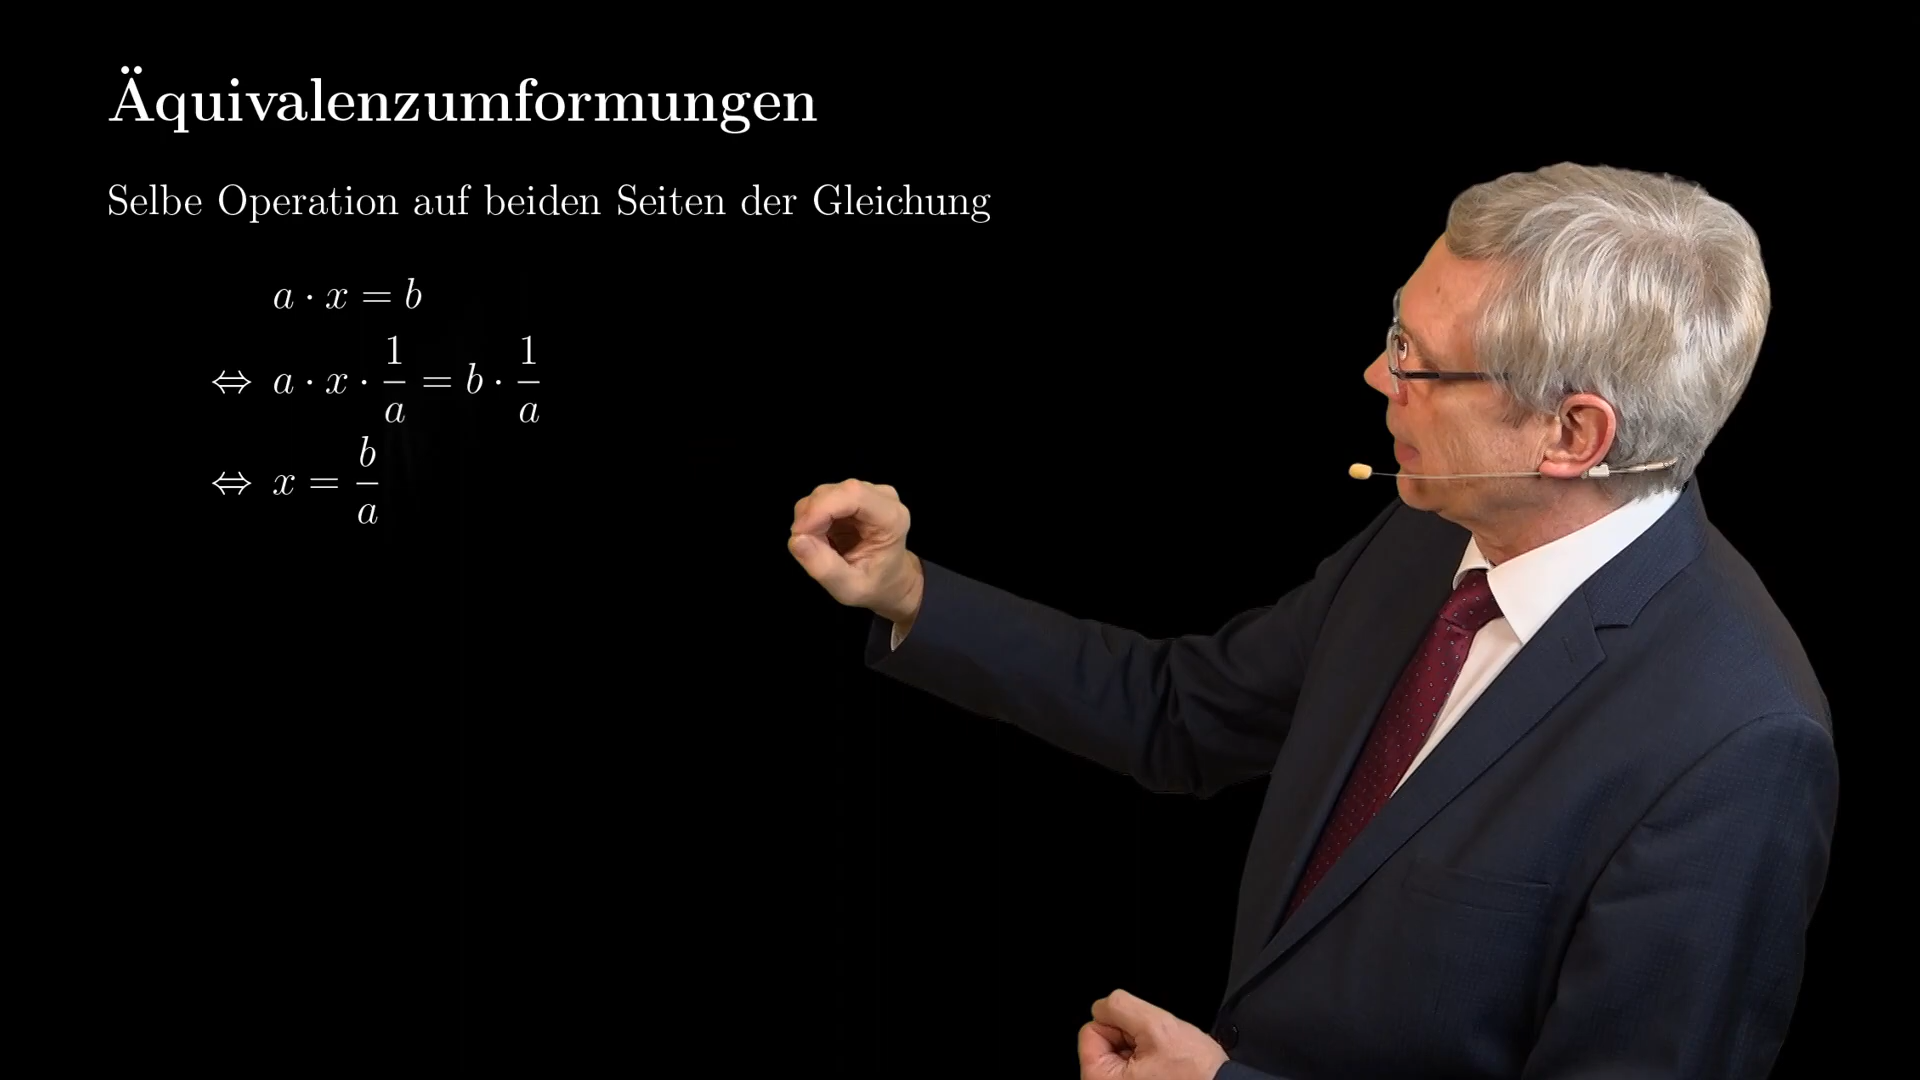 Äquivalenzumformungen
Selbe Operation auf beiden Seiten der Gleichung
a · x = b
⇔ a · x · 1/a = b · 1/a
⇔ x = b/a